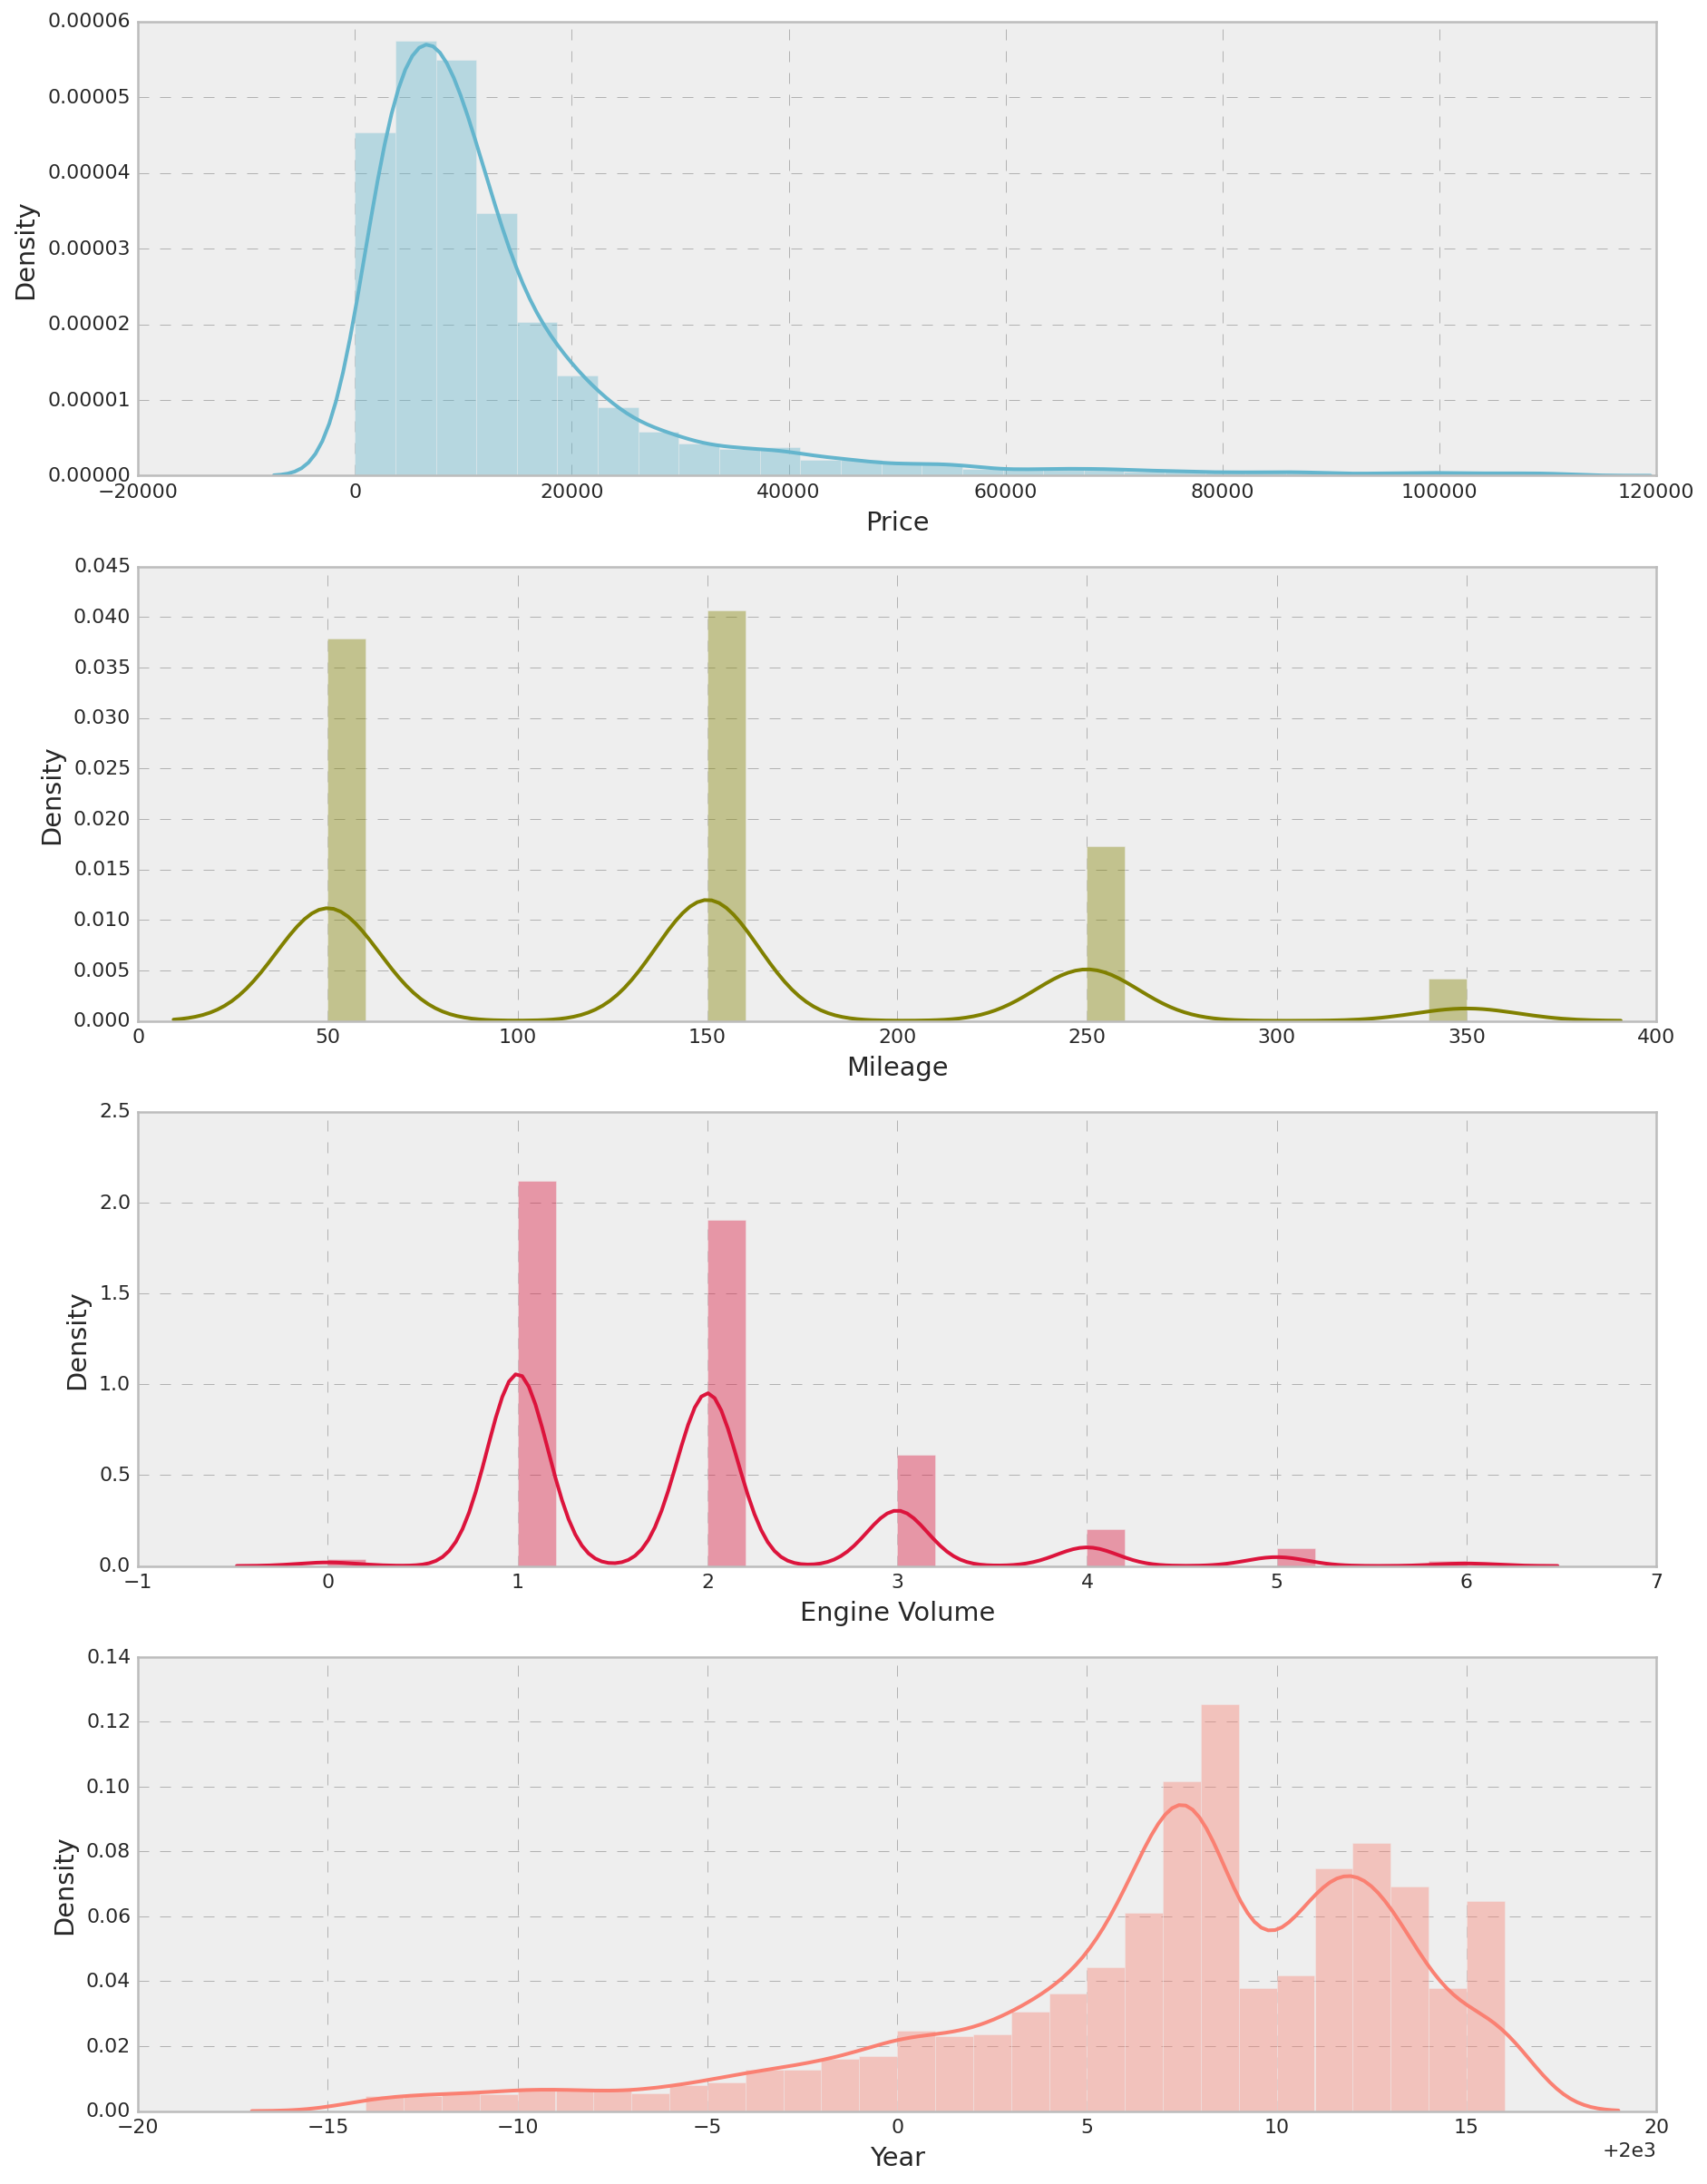 0.00006
0.00005
0.00004
0.00003
0.00002
0.00001
0.00000
Density
−20000 0 20000 40000 60000 80000 100000 120000
Price
0.045
0.040
0.035
0.030
0.025
0.020
0.015
0.010
0.005
0.000
Density
0 50 100 150 200 250 300 350 400
Mileage
2.5
2.0
1.5
1.0
0.5
0.0
Density
−1 0 1 2 3 4 5 6 7
Engine Volume
0.14
0.12
0.10
0.08
0.06
0.04
0.02
0.00
Density
−20 −15 −10 −5 0 5 10 15 20
+2e3
Year